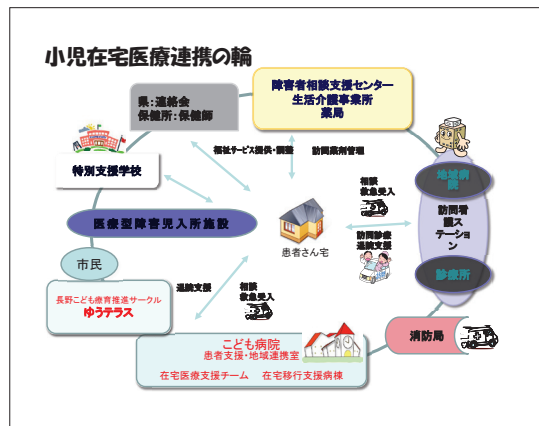 小児在宅医療連携の輪
県：連絡会
保健所：保健師
障害者相談支援センター
生活介護事業所
薬局
特別支援学校
福祉サービス提供・調整
訪問薬剤管理
地域病院
訪問看護ステーション
診療所
相談
救急受入
医療型障害児入所施設
患者さん宅
訪問診療
退院支援
市民
長野こども療育推進サークル
ゆうテラス
退院支援
相談
救急受入
消防局
こども病院
患者支援・地域連携室
在宅医療支援チーム　在宅移行支援病棟